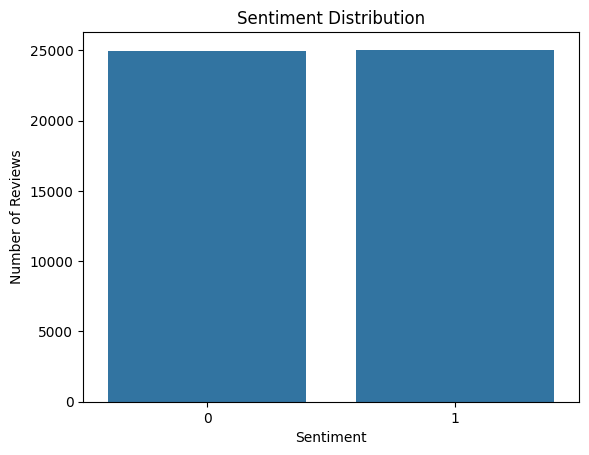 Sentiment Distribution
Number of Reviews
25000
20000
15000
10000
5000
0
0 1
Sentiment